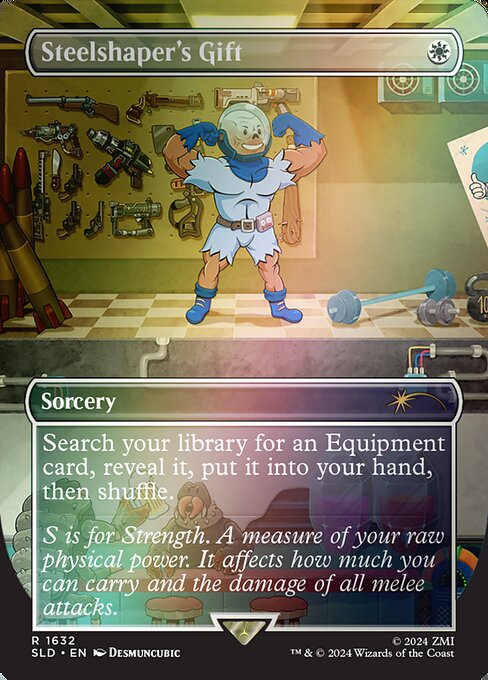 Steelshaper's Gift
10
Sorcery
Search your library for an Equipment
card, reveal it, put it into your hand,
then shuffle.
S is for Strength. A measure of your raw
physical power. It affects how much you
can carry and the damage of all melee
attacks.
R 1632
SLD • EN DESMUNCUBIC
© 2024 ZMI
™ & © 2024 Wizards of the Coast